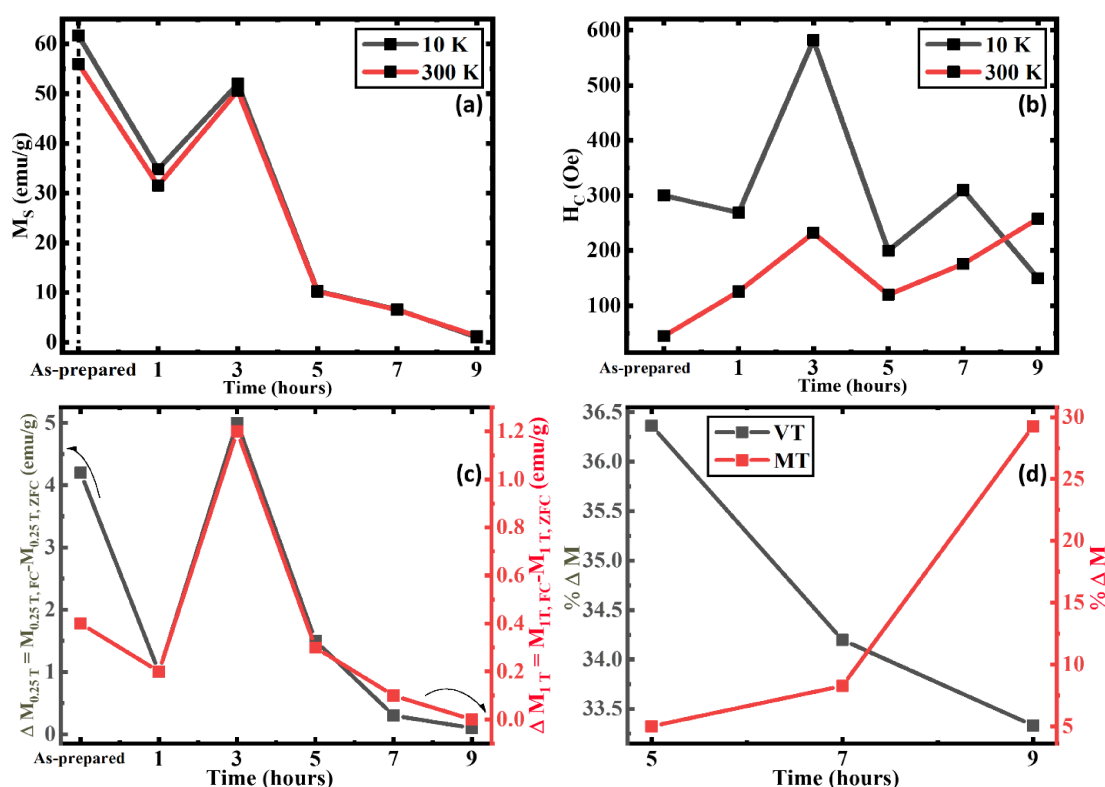 60
50
40
30
20
10
0
M_S (emu/g)
10 K
300 K
(a)
As-prepared 1 3 5 7 9
Time (hours)
600
500
400
300
200
100
H_C (Oe)
10 K
300 K
(b)
As-prepared 1 3 5 7 9
Time (hours)
5
4
3
2
1
0
Δ M_0.25 T = M_0.25 T, FC-M_0.25 T, ZFC (emu/g)
(c)
1.2
1.0
0.8
0.6
0.4
0.2
0.0
Δ M_1 T = M_1T, FC-M_1 T, ZFC (emu/g)
As-prepared 1 3 5 7 9
Time (hours)
36.5
36.0
35.5
35.0
34.5
34.0
33.5
% Δ M
VT
MT
(d)
30
25
20
15
10
5
% Δ M
5 7 9
Time (hours)